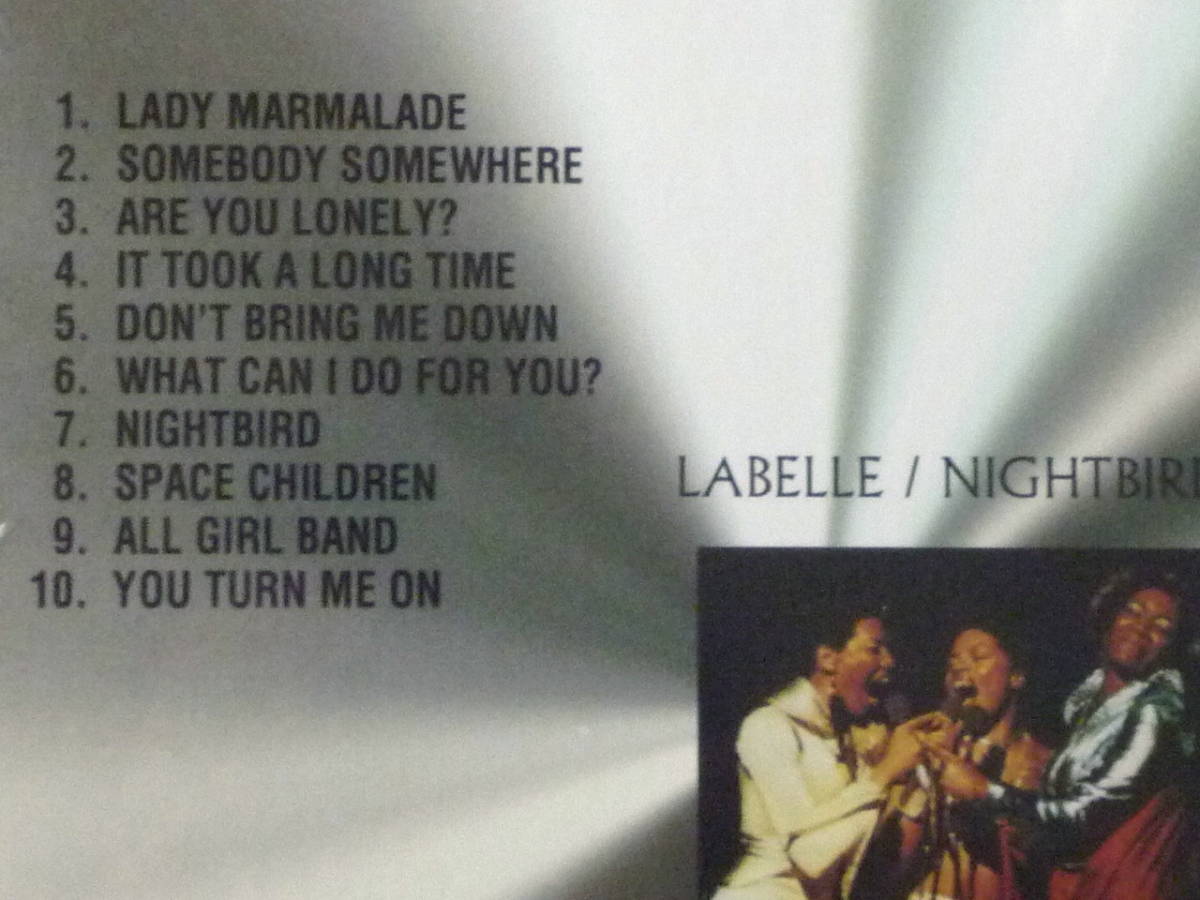 1. LADY MARMALADE
2. SOMEBODY SOMEWHERE
3. ARE YOU LONELY?
4. IT TOOK A LONG TIME
5. DON'T BRING ME DOWN
6. WHAT CAN I DO FOR YOU?
7. NIGHTBIRD
8. SPACE CHILDREN
9. ALL GIRL BAND
10. YOU TURN ME ON
LABELLE / NIGHTBIR